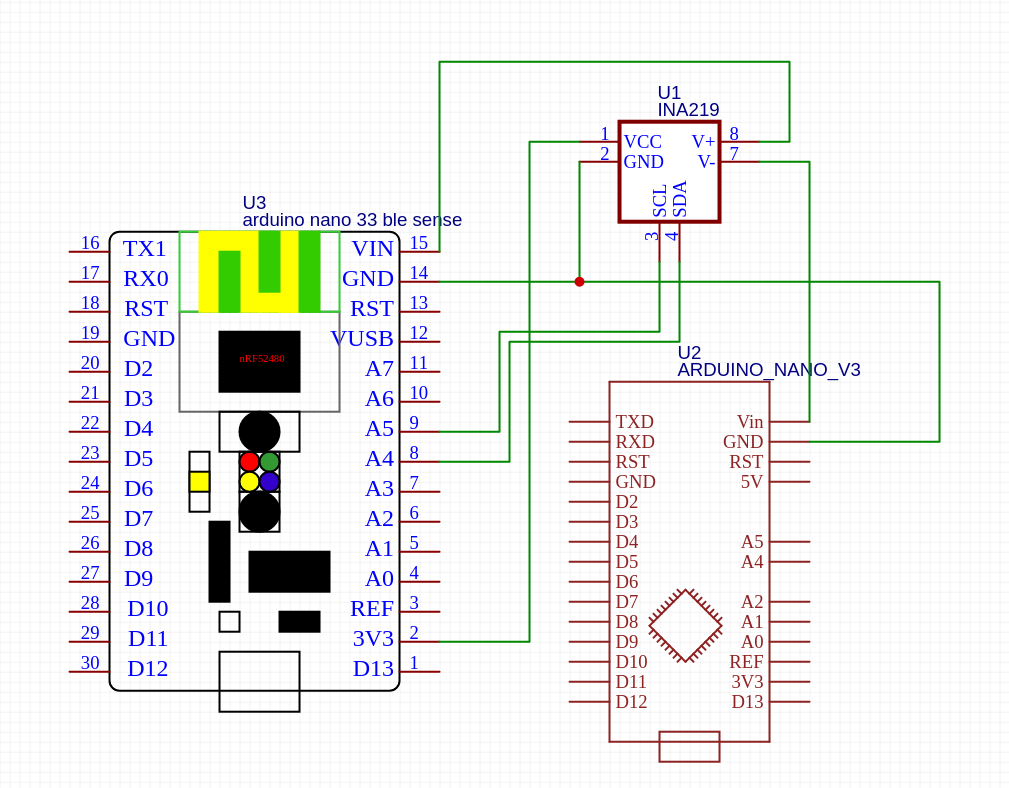 U1
INA219
1 VCC V+ 8
2 GND V- 7
SCL SDA
3 4
U3
arduino nano 33 ble sense
16 TX1 VIN 15
17 RX0 GND 14
18 RST RST 13
19 GND VUSB 12
nRF52480
20 D2 A7 11
21 D3 A6 10
22 D4 A5 9
23 D5 A4 8
24 D6 A3 7
25 D7 A2 6
26 D8 A1 5
27 D9 A0 4
28 D10 REF 3
29 D11 3V3 2
30 D12 D13 1
U2
ARDUINO_NANO_V3
TXD Vin
RXD GND
RST RST
GND 5V
D2
D3
D4 A5
D5 A4
D6
D7 A2
D8 A1
D9 A0
D10 REF
D11 3V3
D12 D13